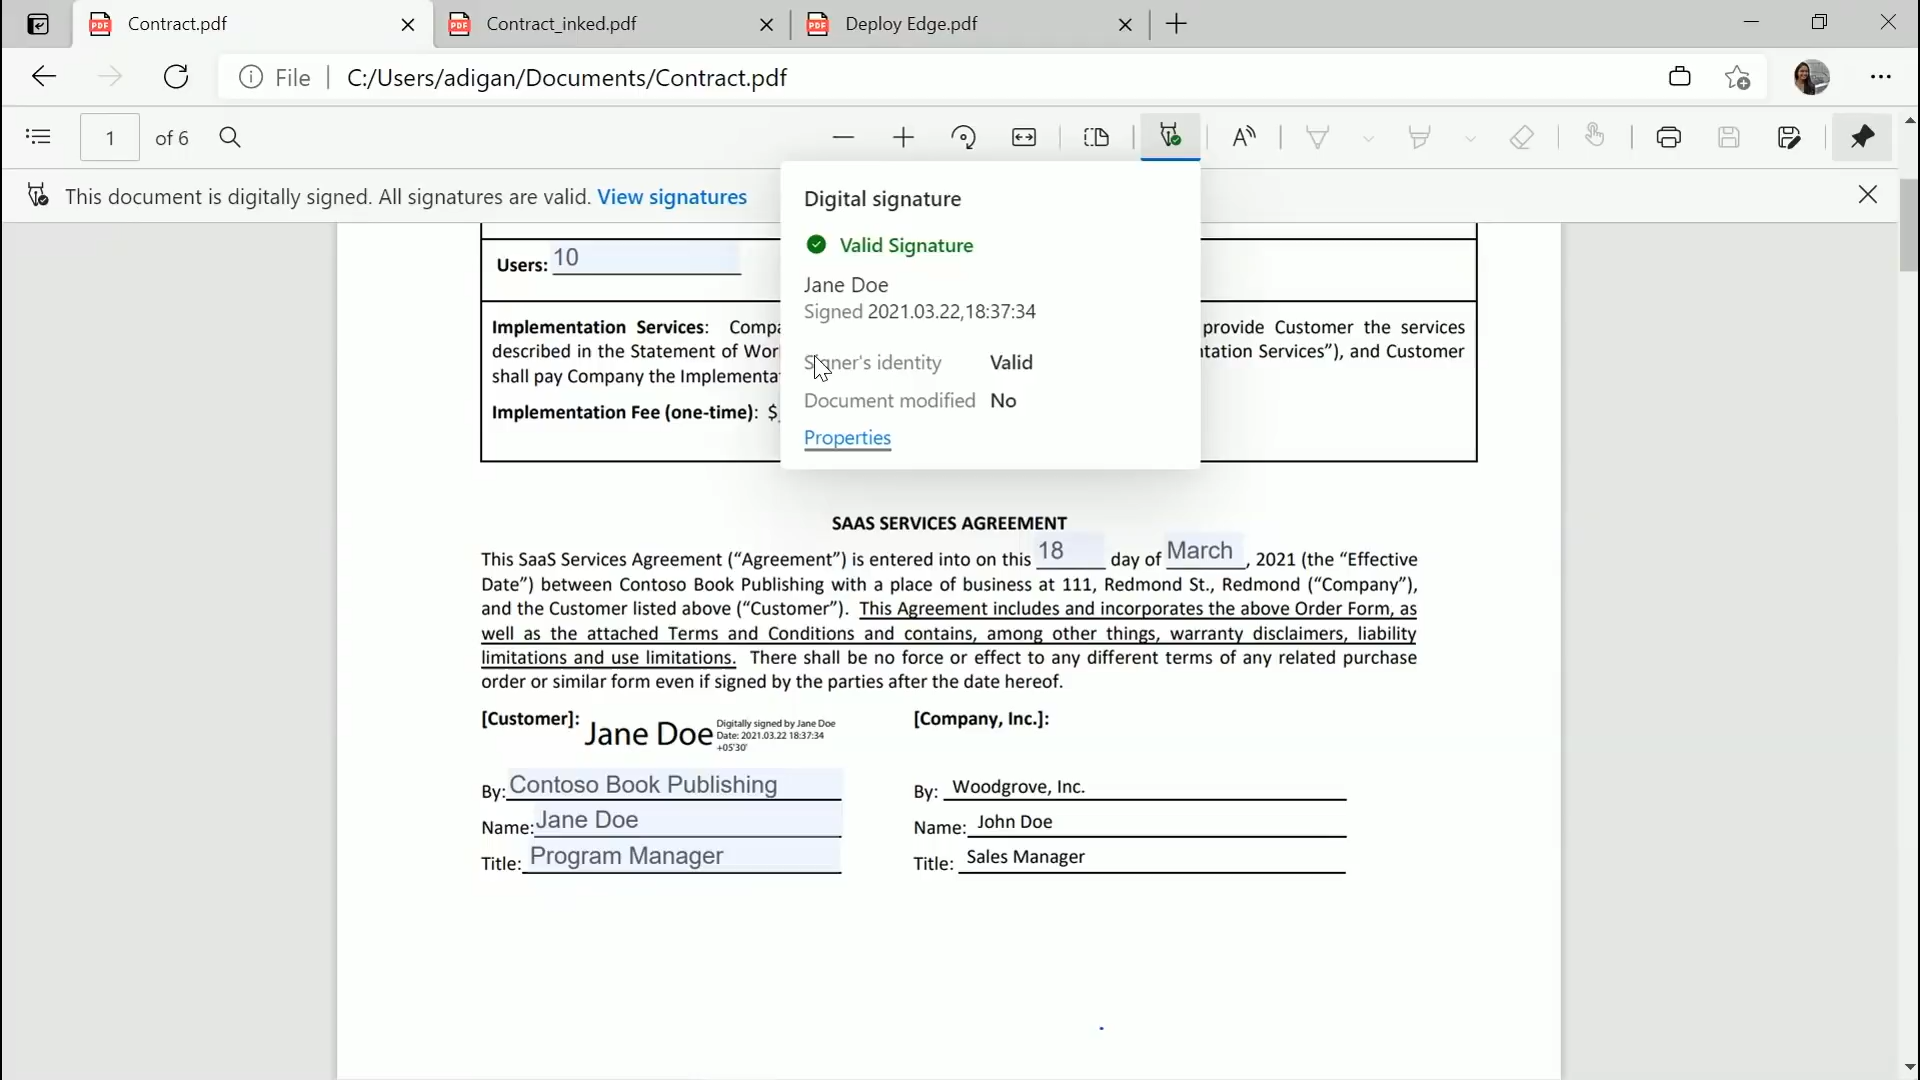 Contract.pdf
Contract_inked.pdf
Deploy Edge.pdf
File | C:/Users/adigan/Documents/Contract.pdf
1 of 6
This document is digitally signed. All signatures are valid. View signatures
Digital signature
Valid Signature
Jane Doe
Signed 2021.03.22,18:37:34
Signer's identity Valid
Document modified No
Properties
Users: 10
Implementation Services: provide Customer the services
described in the Statement of Services”), and Customer
shall pay Company the
Implementation Fee (one-time): $
SAAS SERVICES AGREEMENT
This SaaS Services Agreement (“Agreement”) is entered into on this 18 day of March, 2021 (the “Effective
Date”) between Contoso Book Publishing with a place of business at 111, Redmond St., Redmond (“Company”),
and the Customer listed above (“Customer”). This Agreement includes and incorporates the above Order Form, as
well as the attached Terms and Conditions and contains, among other things, warranty disclaimers, liability
limitations and use limitations. There shall be no force or effect to any different terms of any related purchase
order or similar form even if signed by the parties after the date hereof.
[Customer]: Jane Doe
Digitally signed by Jane Doe
Date: 2021.03.22 18:37:34
+05'30'
By: Contoso Book Publishing
Name: Jane Doe
Title: Program Manager
[Company, Inc.]:
By: Woodgrove, Inc.
Name: John Doe
Title: Sales Manager